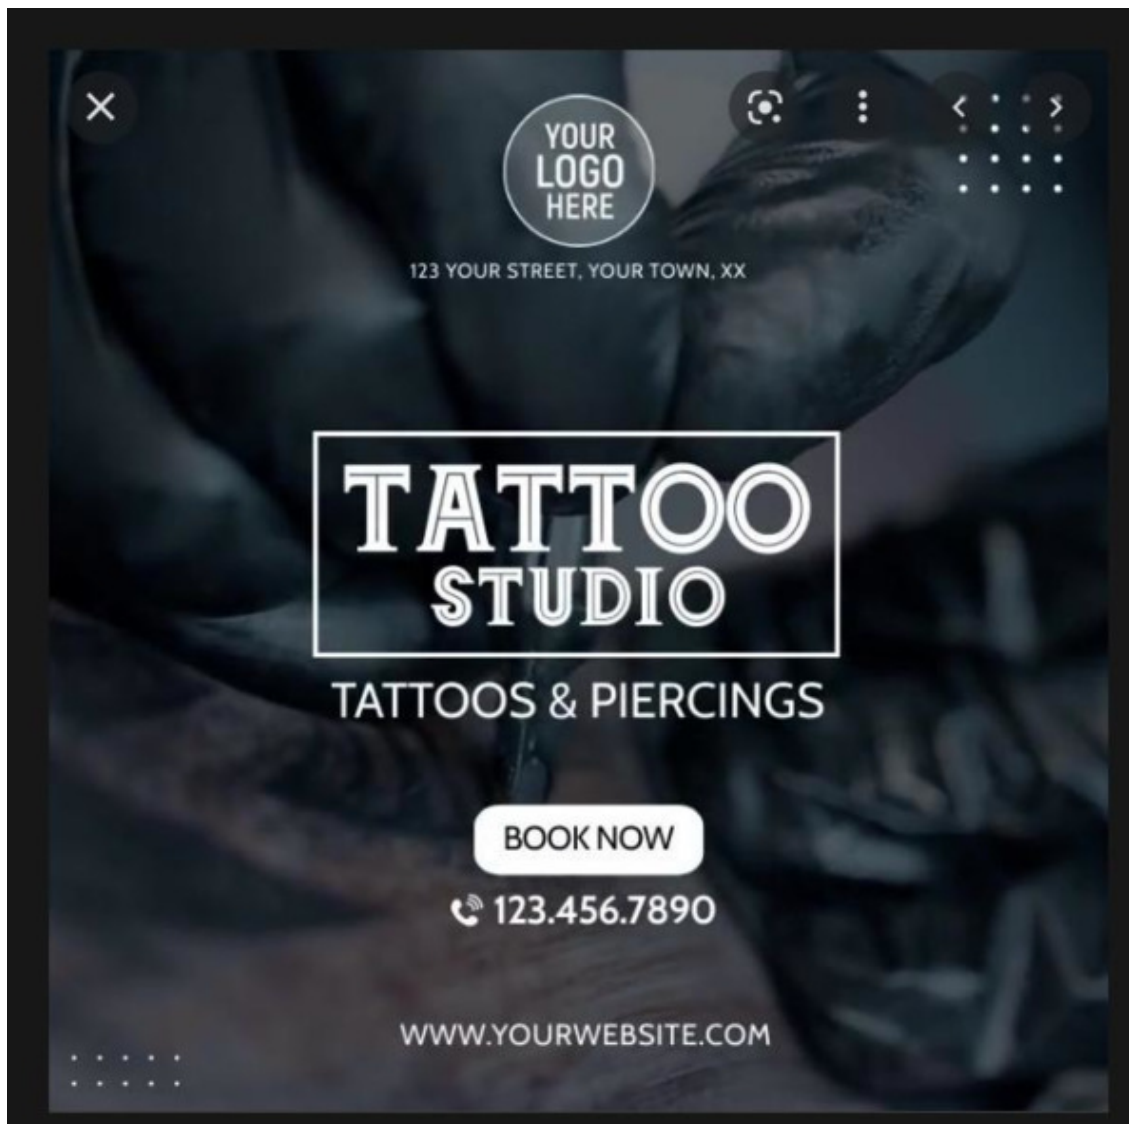 YOUR
LOGO
HERE
123 YOUR STREET, YOUR TOWN, XX
TATTOO
STUDIO
TATTOOS & PIERCINGS
BOOK NOW
123.456.7890
WWW.YOURWEBSITE.COM